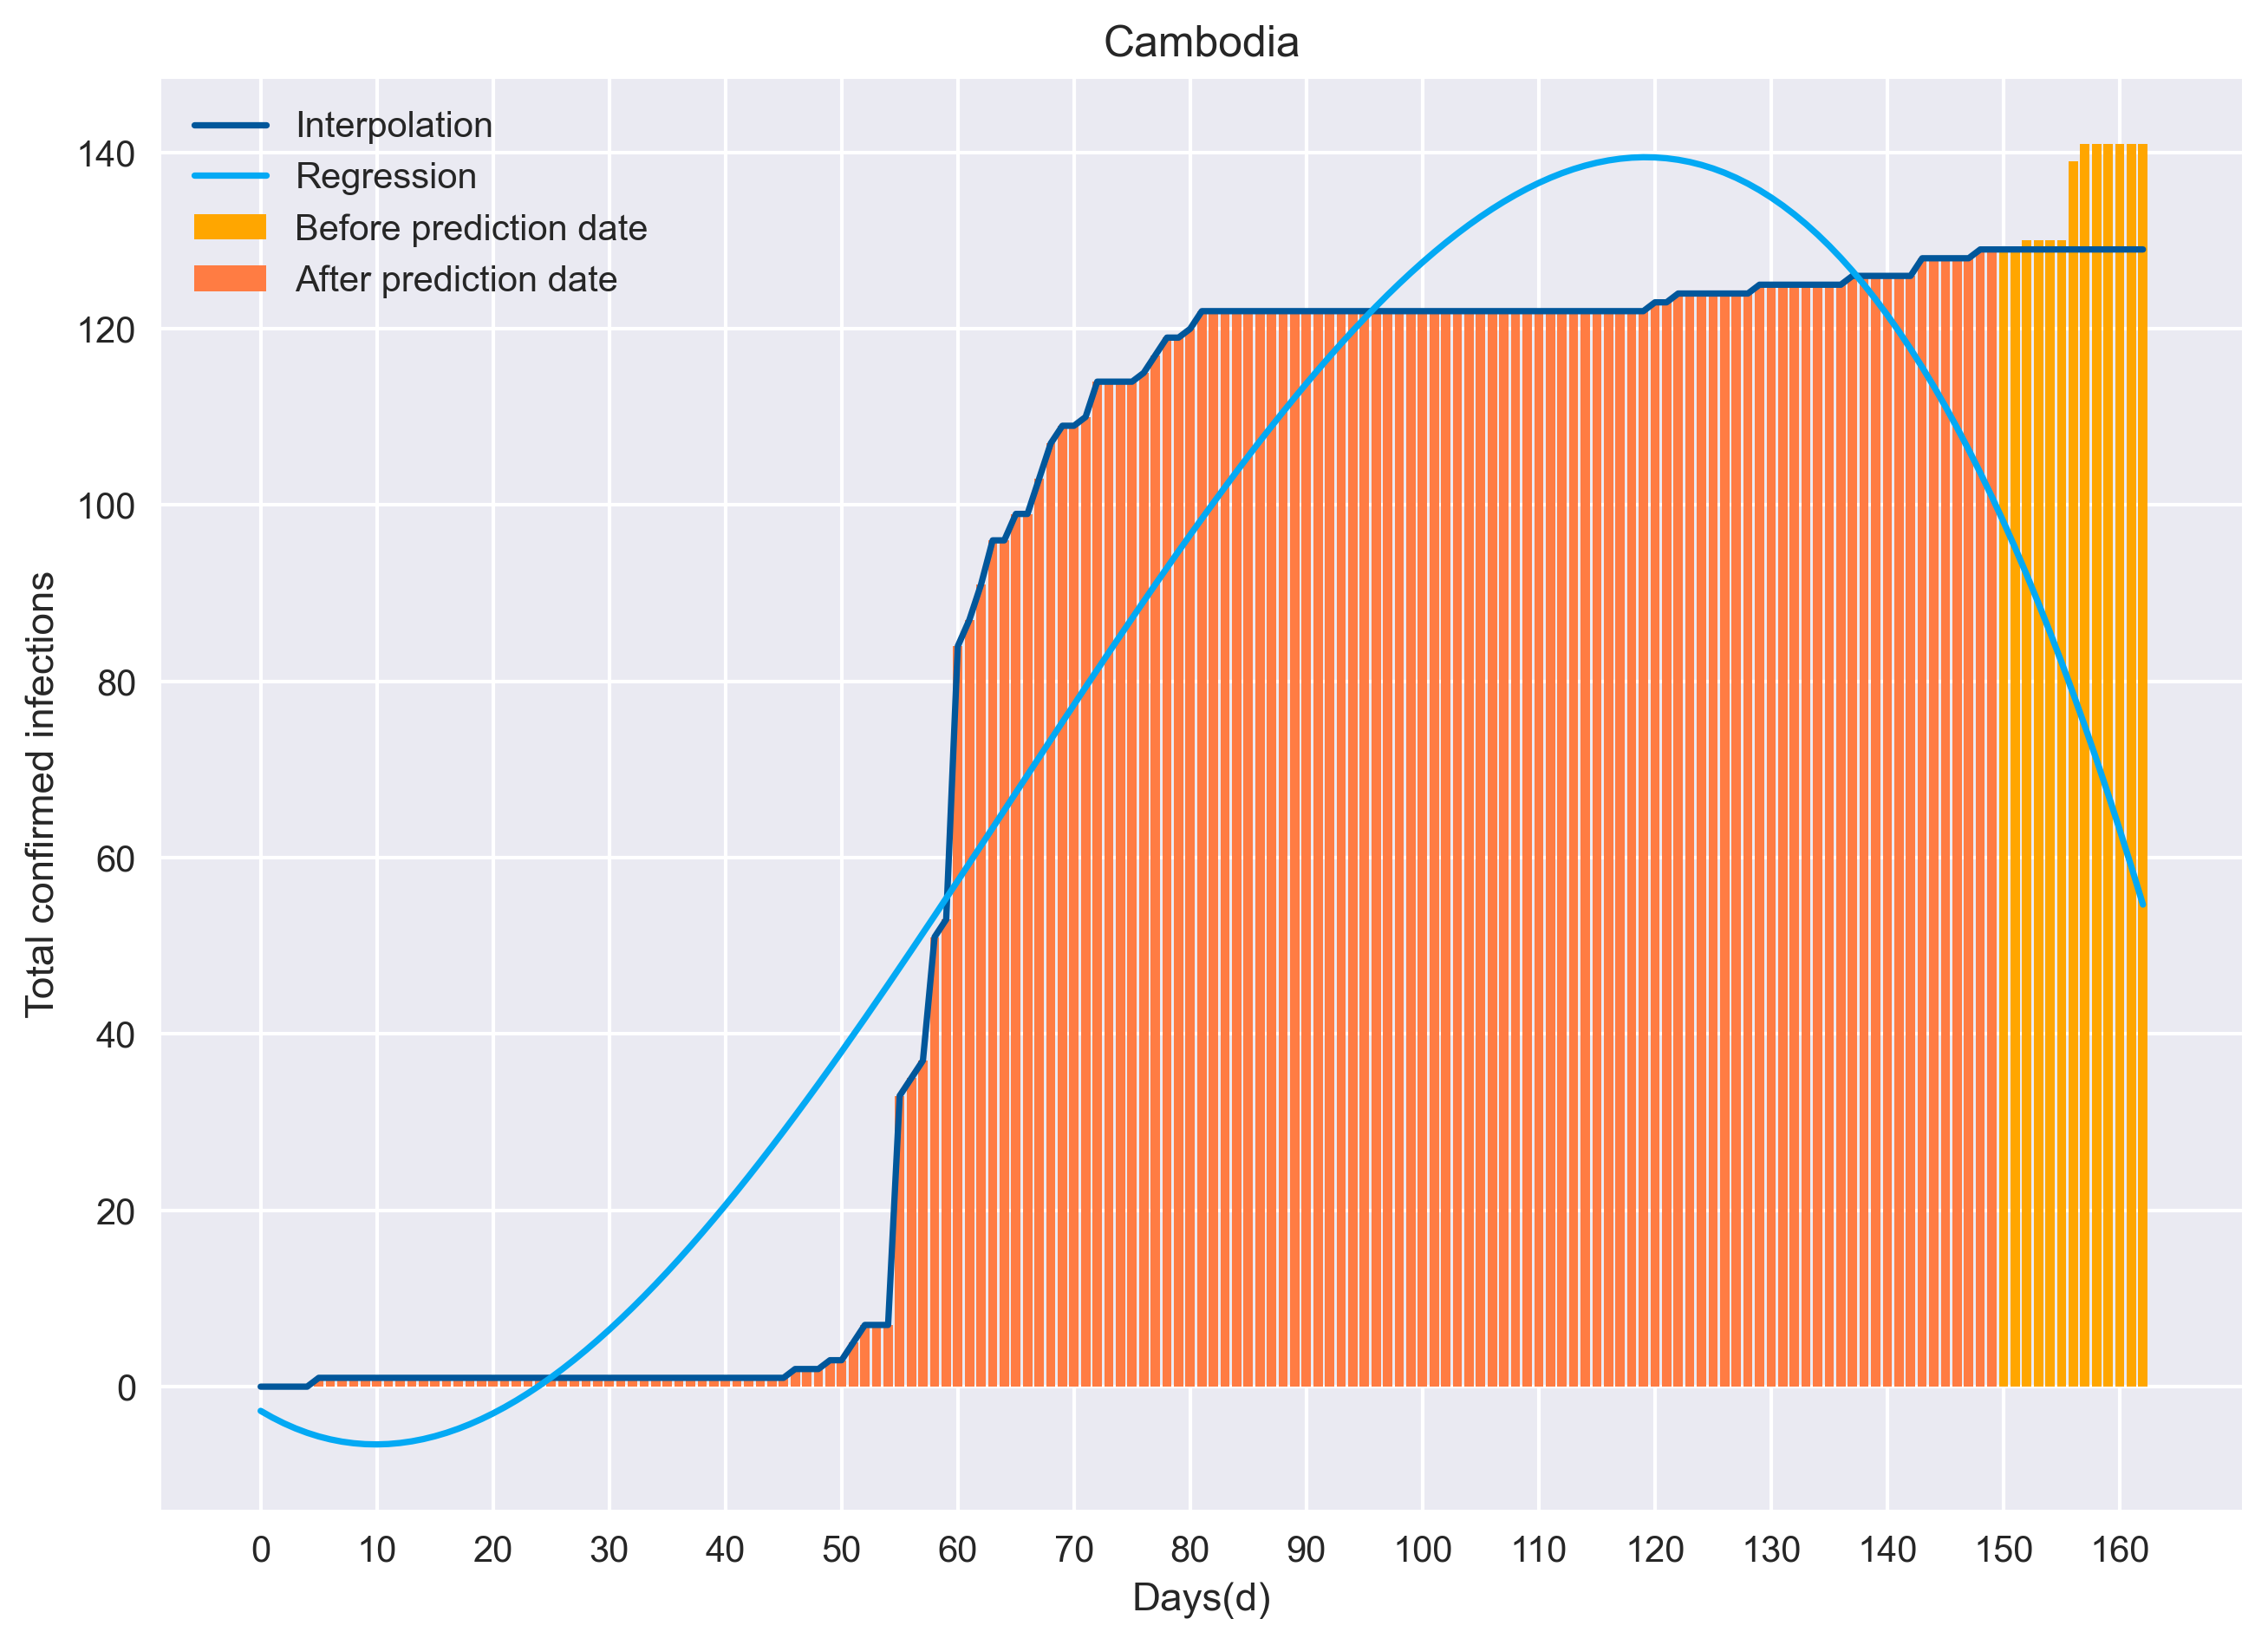 Cambodia
Interpolation
Regression
Before prediction date
After prediction date
Total confirmed infections
140
120
100
80
60
40
20
0
0 10 20 30 40 50 60 70 80 90 100 110 120 130 140 150 160
Days(d)